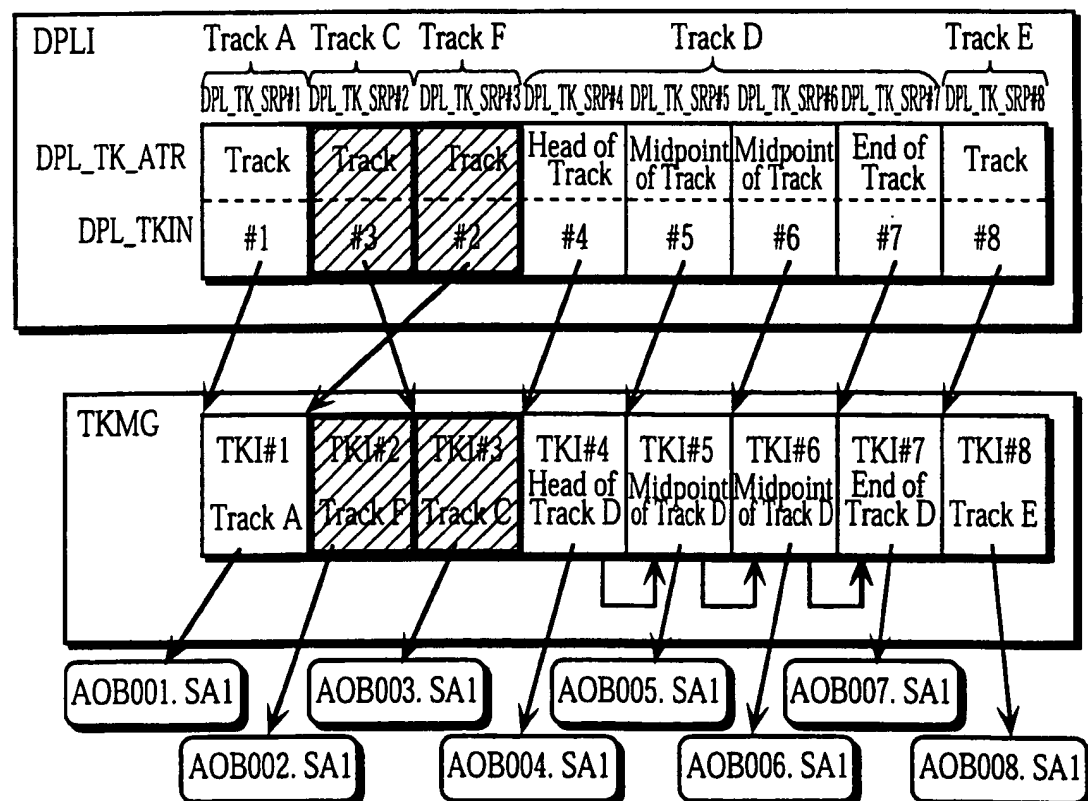 DPLI
Track A Track C Track F Track D Track E
DPL_TK_SRP#1 DPL_TK_SRP#2 DPL_TK_SRP#3 DPL_TK_SRP#4 DPL_TK_SRP#5 DPL_TK_SRP#6 DPL_TK_SRP#7 DPL_TK_SRP#8
DPL_TK_ATR
Track
Track
Track
Head of
Track
Midpoint
of Track
Midpoint
of Track
End of
Track
Track
DPL_TKIN
#1 #3 #2 #4 #5 #6 #7 #8
TKMG
TKI#1
Track A
TKI#2
Track F
TKI#3
Track C
TKI#4
Head of
Track D
TKI#5
Midpoint
of Track D
TKI#6
Midpoint
of Track D
TKI#7
End of
Track D
TKI#8
Track E
AOB001. SA1 AOB003. SA1 AOB005. SA1 AOB007. SA1
AOB002. SA1 AOB004. SA1 AOB006. SA1 AOB008. SA1